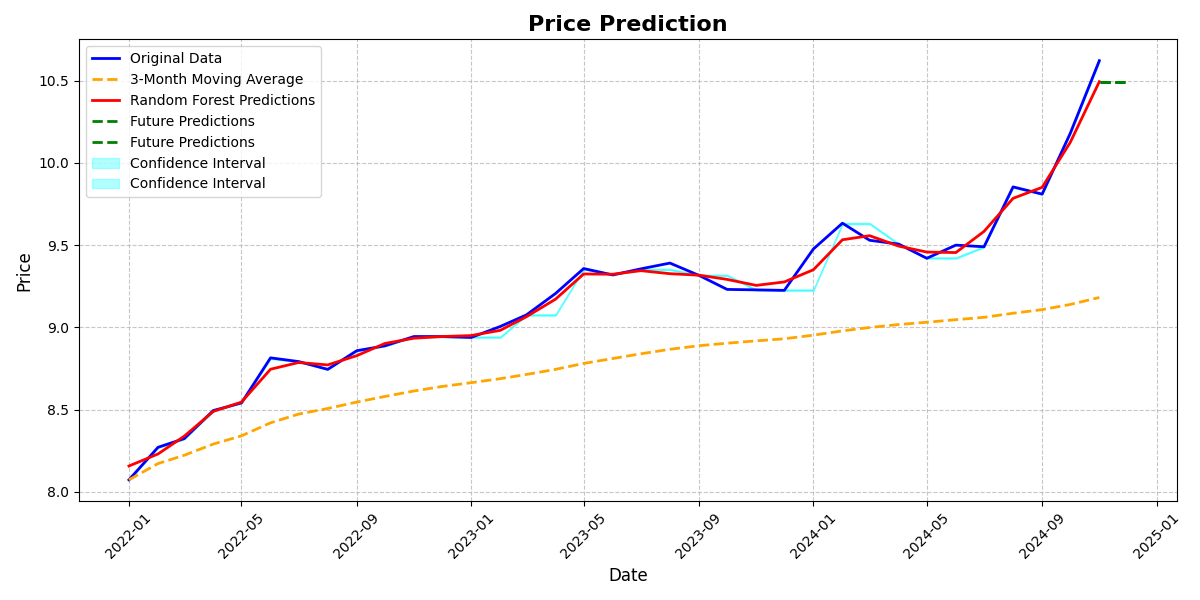 Price Prediction
Original Data
3-Month Moving Average
Random Forest Predictions
Future Predictions
Future Predictions
Confidence Interval
Confidence Interval
Price
10.5
10.0
9.5
9.0
8.5
8.0
2022-01
2022-05
2022-09
2023-01
2023-05
2023-09
2024-01
2024-05
2024-09
2025-01
Date